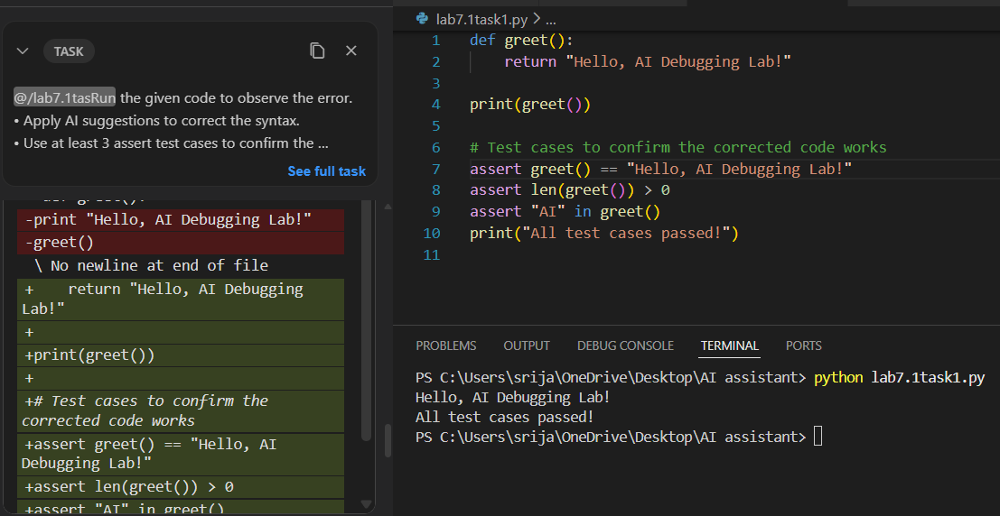 TASK
@/lab7.1tasRun the given code to observe the error.
• Apply AI suggestions to correct the syntax.
• Use at least 3 assert test cases to confirm the ...
See full task
def greet():
-print "Hello, AI Debugging Lab!"
-greet()
\ No newline at end of file
+    return "Hello, AI Debugging
Lab!"
+
+print(greet())
+
+# Test cases to confirm the
corrected code works
+assert greet() == "Hello, AI
Debugging Lab!"
+assert len(greet()) > 0
+assert "AI" in greet()
lab7.1task1.py > ...
1 def greet():
2     return "Hello, AI Debugging Lab!"
3
4 print(greet())
5
6 # Test cases to confirm the corrected code works
7 assert greet() == "Hello, AI Debugging Lab!"
8 assert len(greet()) > 0
9 assert "AI" in greet()
10 print("All test cases passed!")
11
PROBLEMS OUTPUT DEBUG CONSOLE TERMINAL PORTS
PS C:\Users\srija\OneDrive\Desktop\AI assistant> python lab7.1task1.py
Hello, AI Debugging Lab!
All test cases passed!
PS C:\Users\srija\OneDrive\Desktop\AI assistant>